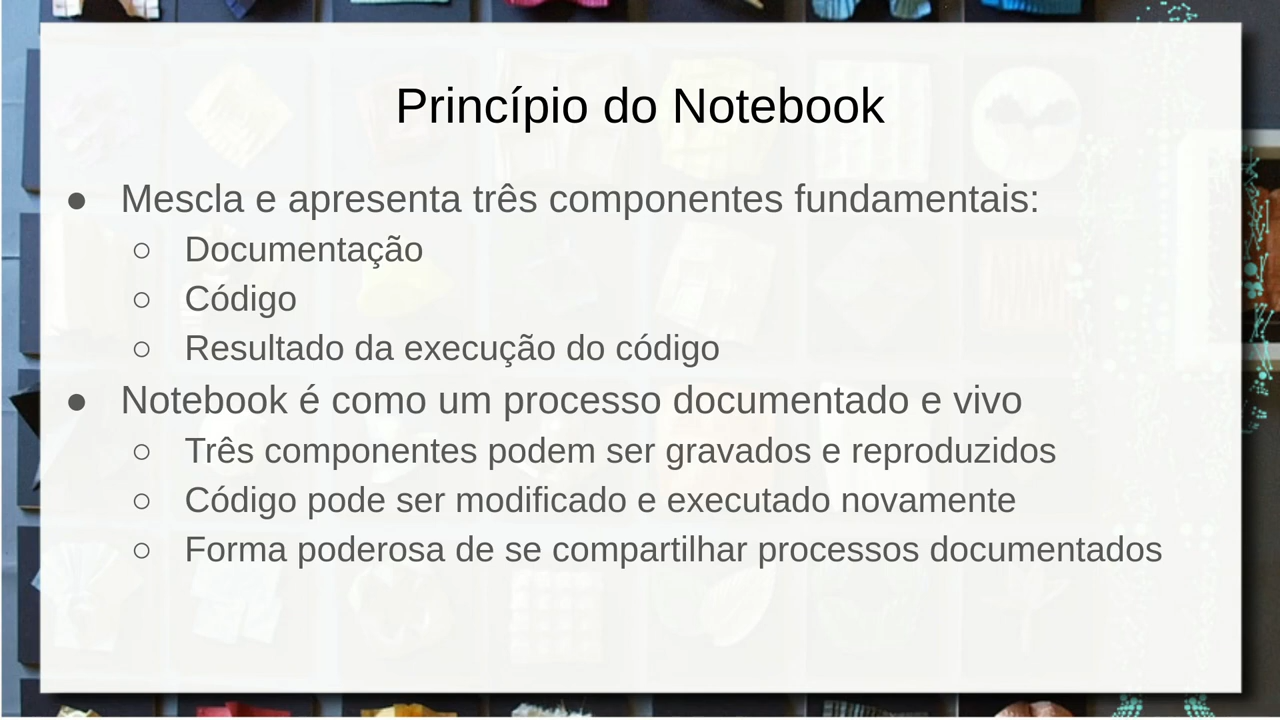 Princípio do Notebook
● Mescla e apresenta três componentes fundamentais:
○ Documentação
○ Código
○ Resultado da execução do código
● Notebook é como um processo documentado e vivo
○ Três componentes podem ser gravados e reproduzidos
○ Código pode ser modificado e executado novamente
○ Forma poderosa de se compartilhar processos documentados